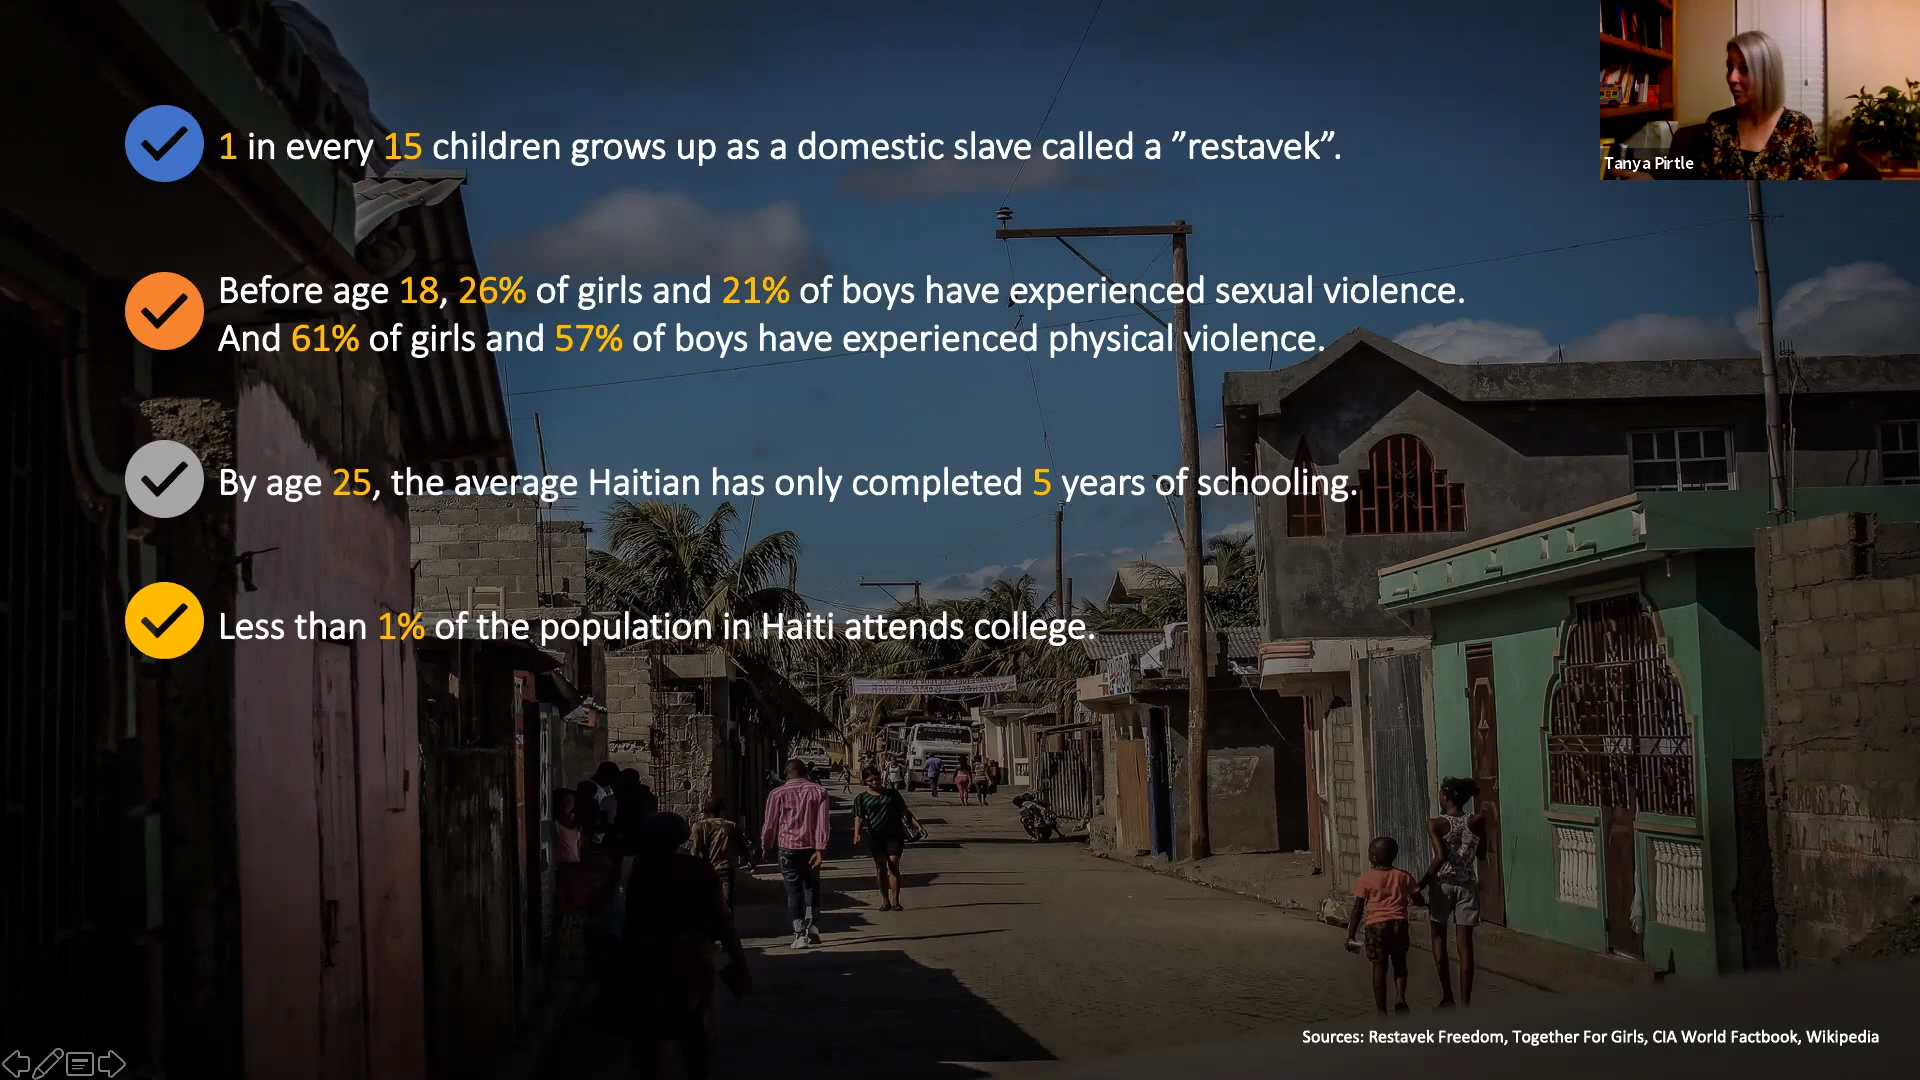 1 in every 15 children grows up as a domestic slave called a ”restavek”.
Before age 18, 26% of girls and 21% of boys have experienced sexual violence.
And 61% of girls and 57% of boys have experienced physical violence.
By age 25, the average Haitian has only completed 5 years of schooling.
Less than 1% of the population in Haiti attends college.
Tanya Pirtle
Sources: Restavek Freedom, Together For Girls, CIA World Factbook, Wikipedia